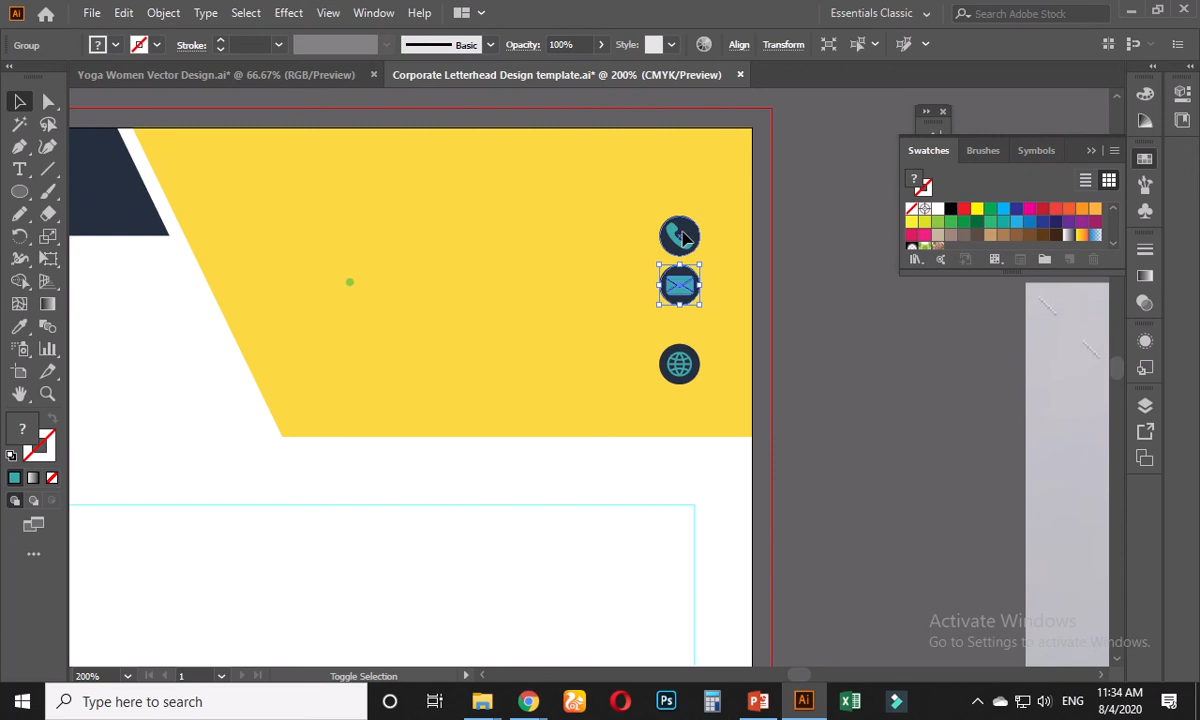 Ai File Edit Object Type Select Effect View Window Help Essentials Classic Search Adobe Stock
Group ? Stroke: Basic Opacity: 100% Style: Align Transform
Yoga Women Vector Design.ai* @ 66.67% (RGB/Preview) Corporate Letterhead Design template.ai* @ 200% (CMYK/Preview)
Swatches Brushes Symbols
?
?
Activate Windows
Go to Settings to activate Windows.
200% 1 Toggle Selection
Type here to search Ps Ai ENG 11:34 AM
8/4/2020